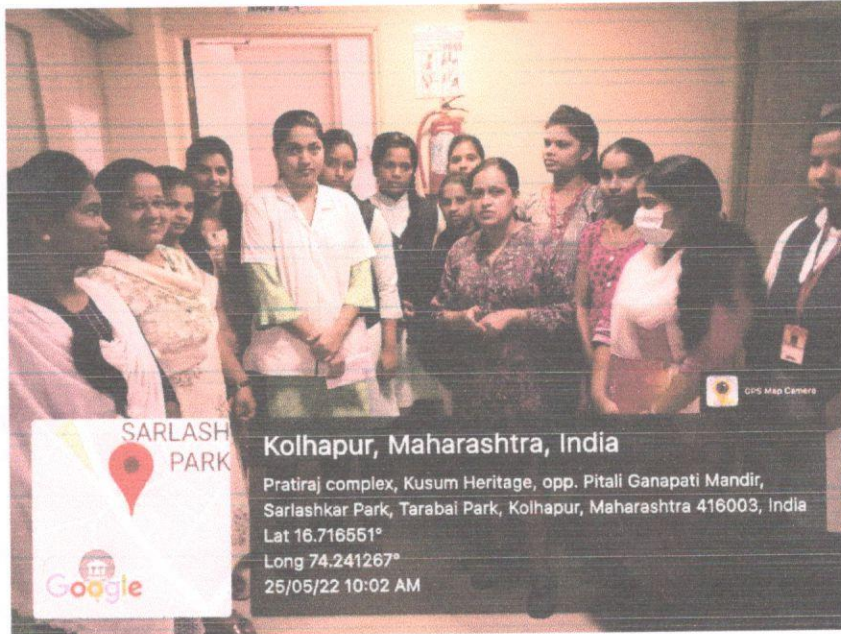 GPS Map Camera
SARLASH
PARK
Google
Kolhapur, Maharashtra, India
Pratiraj complex, Kusum Heritage, opp. Pitali Ganapati Mandir,
Sarlashkar Park, Tarabai Park, Kolhapur, Maharashtra 416003, India
Lat 16.716551°
Long 74.241267°
25/05/22 10:02 AM